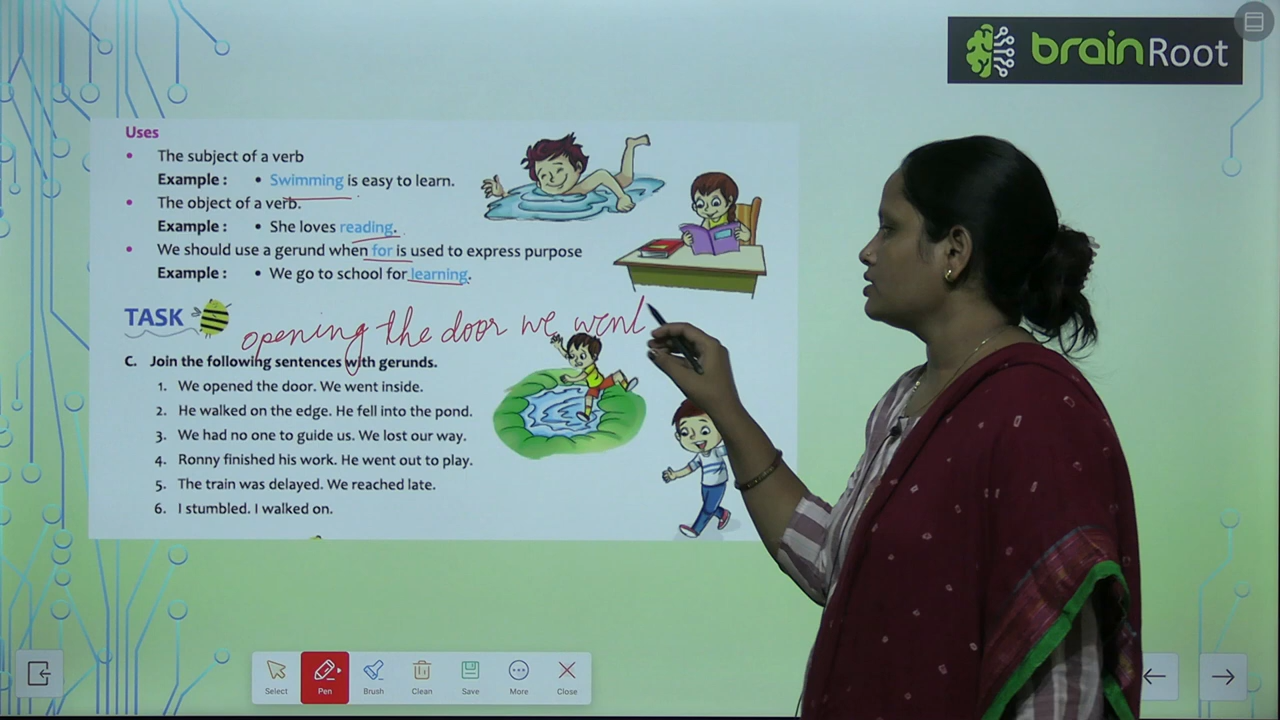 brainRoot
Uses
• The subject of a verb
Example : • Swimming is easy to learn.
• The object of a verb.
Example : • She loves reading.
• We should use a gerund when for is used to express purpose
Example : • We go to school for learning.
TASK
opening the door we went
C. Join the following sentences with gerunds.
1. We opened the door. We went inside.
2. He walked on the edge. He fell into the pond.
3. We had no one to guide us. We lost our way.
4. Ronny finished his work. He went out to play.
5. The train was delayed. We reached late.
6. I stumbled. I walked on.
Select Pen Brush Clean Save More Close